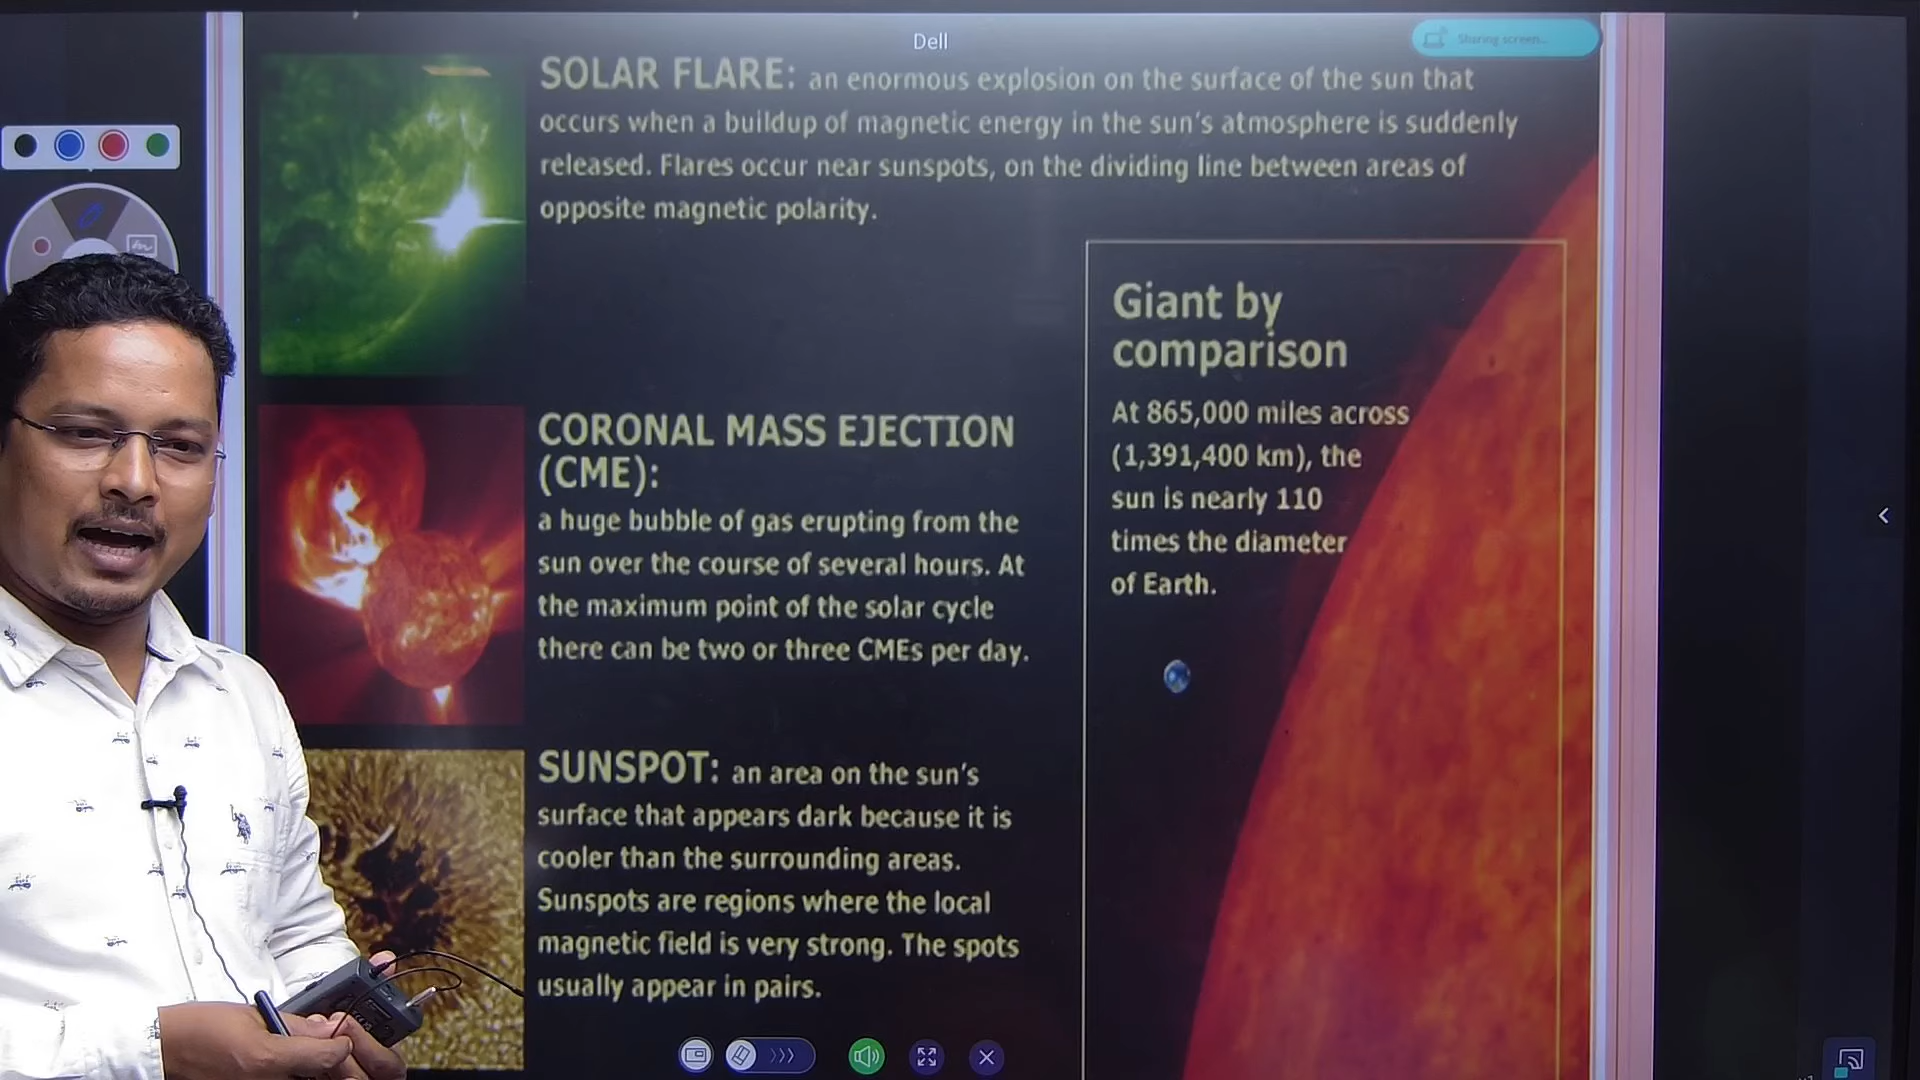 Dell
Sharing screen...
SOLAR FLARE: an enormous explosion on the surface of the sun that
occurs when a buildup of magnetic energy in the sun's atmosphere is suddenly
released. Flares occur near sunspots, on the dividing line between areas of
opposite magnetic polarity.
CORONAL MASS EJECTION
(CME):
a huge bubble of gas erupting from the
sun over the course of several hours. At
the maximum point of the solar cycle
there can be two or three CMEs per day.
SUNSPOT: an area on the sun's
surface that appears dark because it is
cooler than the surrounding areas.
Sunspots are regions where the local
magnetic field is very strong. The spots
usually appear in pairs.
Giant by
comparison
At 865,000 miles across
(1,391,400 km), the
sun is nearly 110
times the diameter
of Earth.